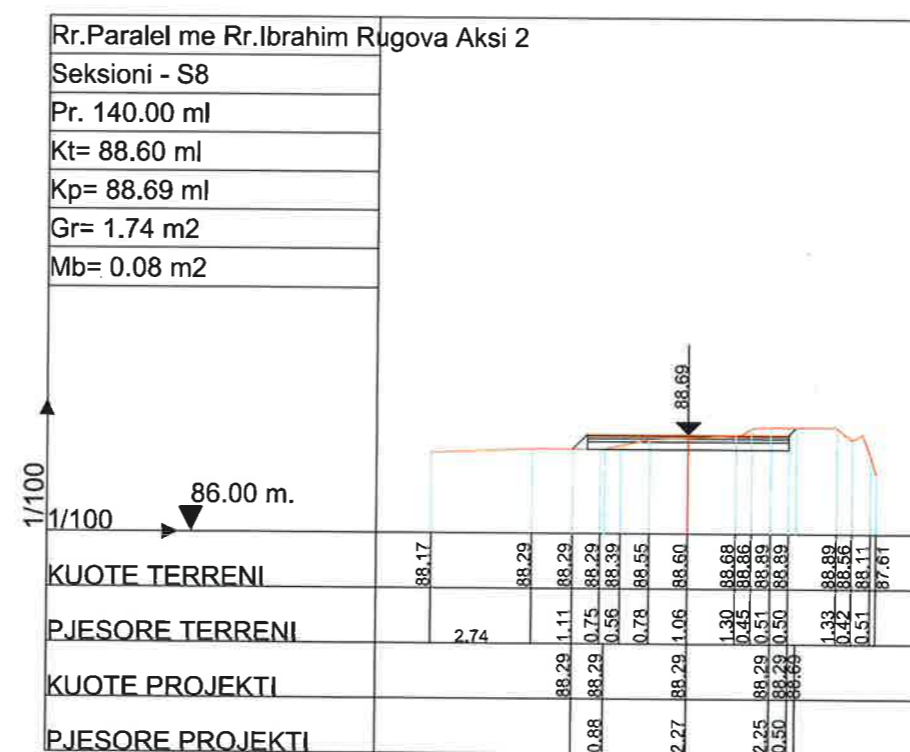 Rr.Paralel me Rr.Ibrahim Rugova Aksi 2
Seksioni - S8
Pr. 140.00 ml
Kt= 88.60 ml
Kp= 88.69 ml
Gr= 1.74 m2
Mb= 0.08 m2
88.69
1/100
86.00 m.
1/100
KUOTE TERRENI 88.17 88.29 88.29 88.29 88.39 88.55 88.60 88.68 88.86 88.89 88.89 88.89 88.56 88.11 87.61
PJESORE TERRENI 2.74 1.11 0.75 0.56 0.78 1.06 1.30 0.45 0.51 0.50 1.33 0.42 0.51
KUOTE PROJEKTI 88.29 88.29 88.29 88.29 88.29 88.69
PJESORE PROJEKTI 0.88 2.27 2.25 0.50